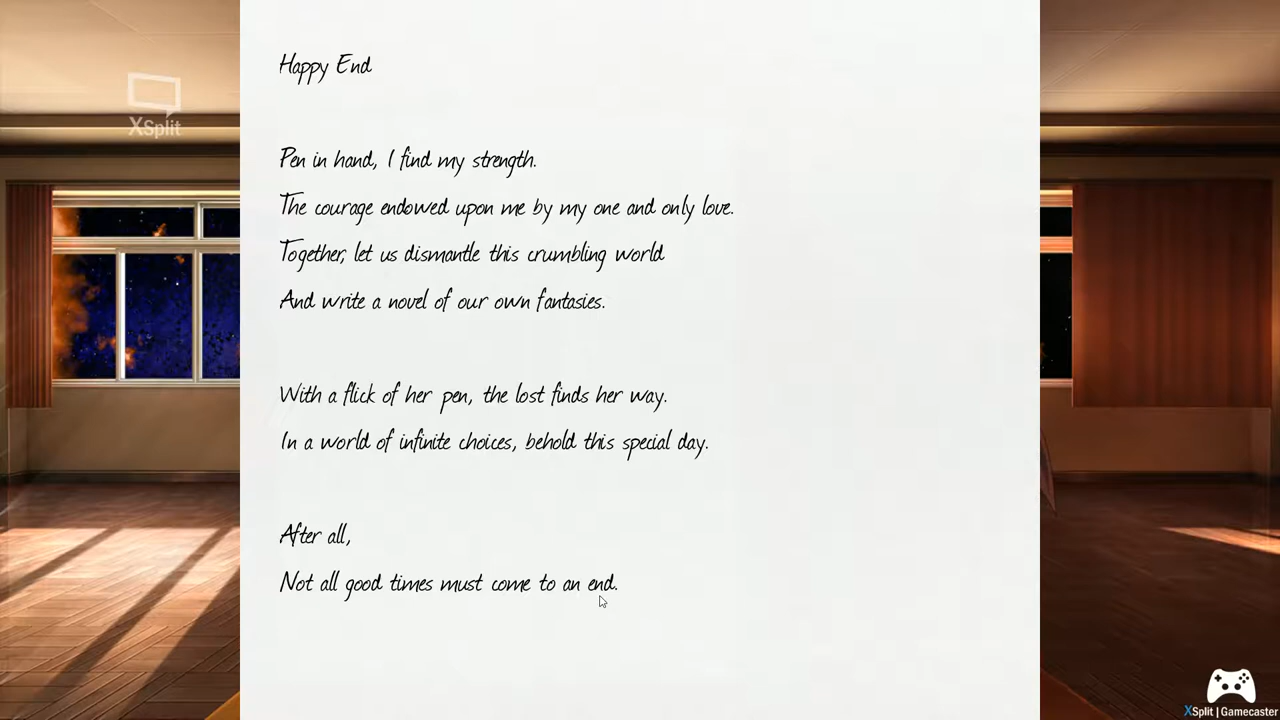 Happy End
XSplit
Pen in hand, I find my strength.
The courage endowed upon me by my one and only love.
Together, let us dismantle this crumbling world
And write a novel of our own fantasies.
With a flick of her pen, the lost finds her way.
In a world of infinite choices, behold this special day.
After all,
Not all good times must come to an end.
XSplit | Gamecaster